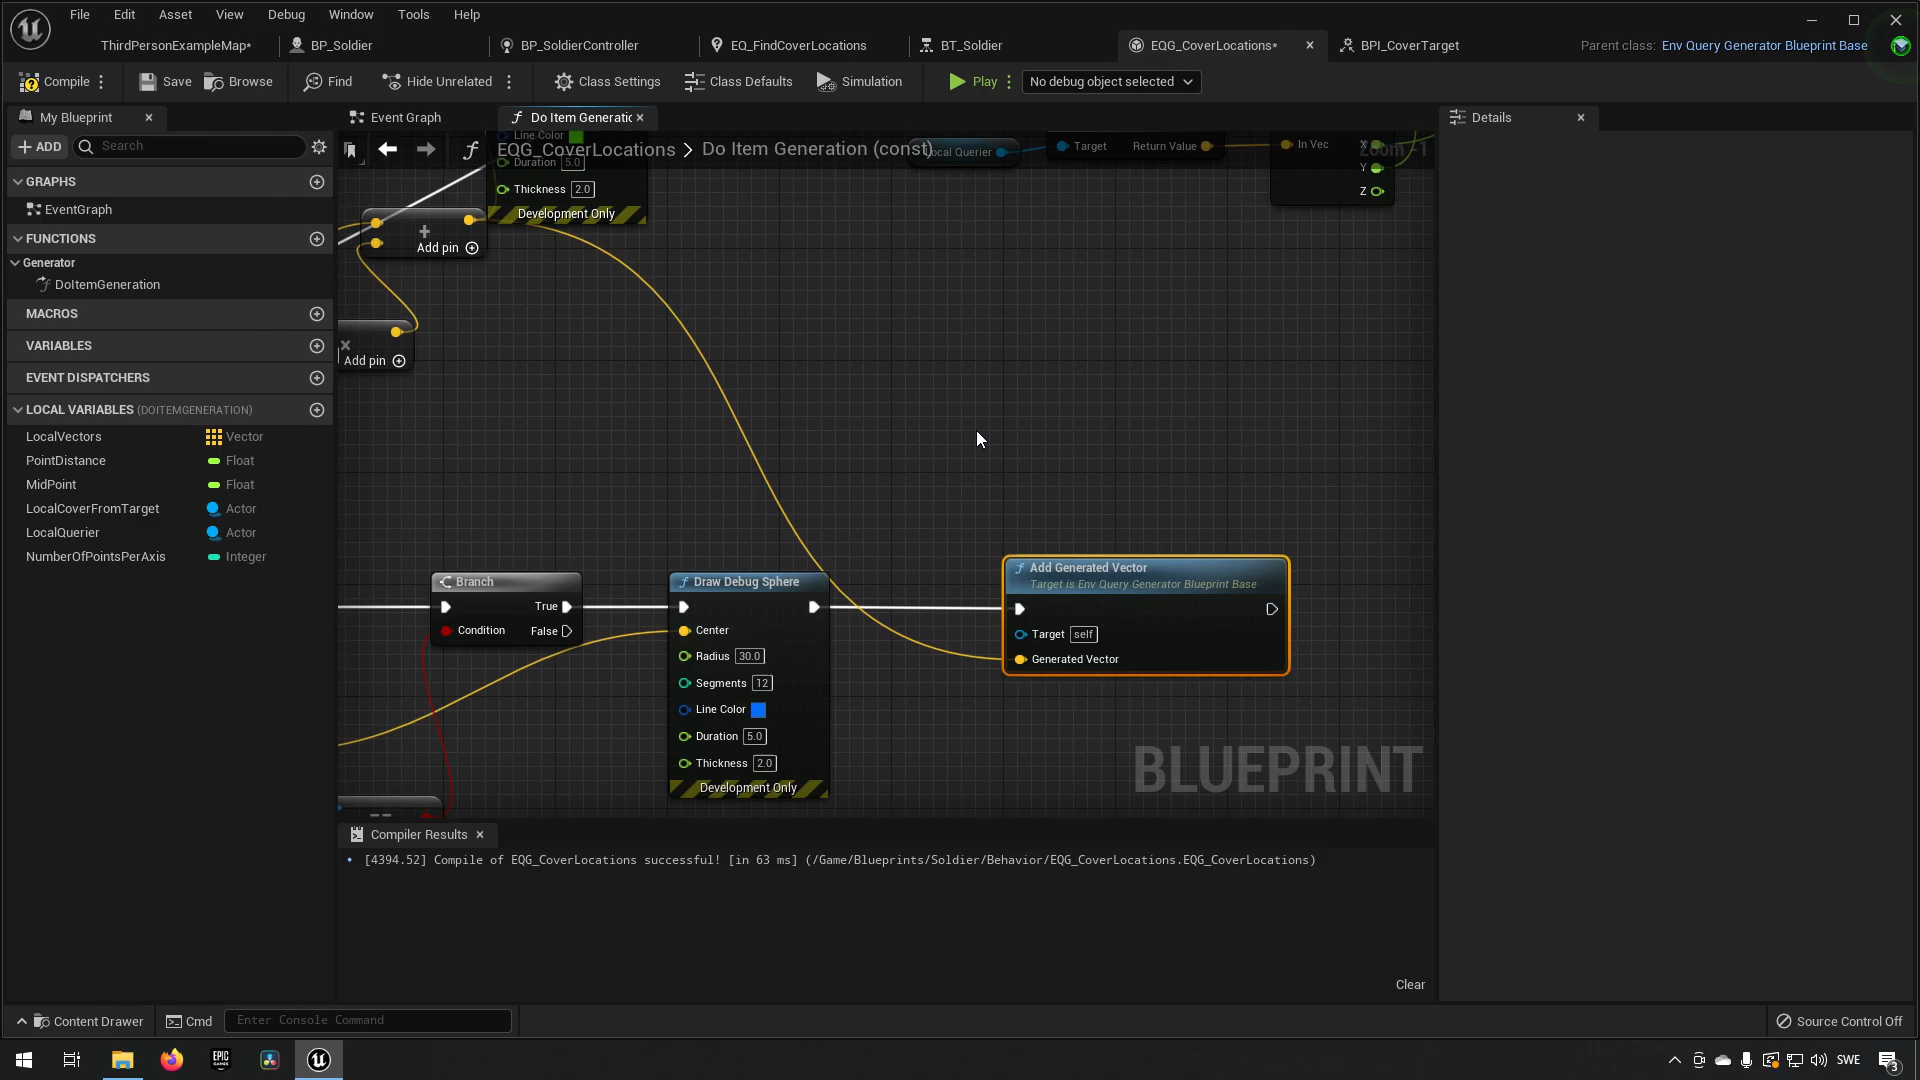 File Edit Asset View Debug Window Tools Help
ThirdPersonExampleMap* BP_Soldier BP_SoldierController EQ_FindCoverLocations BT_Soldier EQG_CoverLocations* BPI_CoverTarget Parent class: Env Query Generator Blueprint Base
Compile Save Browse Find Hide Unrelated Class Settings Class Defaults Simulation Play No debug object selected
My Blueprint Event Graph Do Item Generatic Details
ADD Search EQG_CoverLocations > Do Item Generation (const) Zoom -1
Line Color
Duration 5.0
Thickness 2.0
Development Only
Local Querier Target Return Value In Vec X
Y
Z
Add pin
Add pin
GRAPHS
EventGraph
FUNCTIONS
Generator
DoItemGeneration
MACROS
VARIABLES
EVENT DISPATCHERS
LOCAL VARIABLES (DOITEMGENERATION)
LocalVectors Vector
PointDistance Float
MidPoint Float
LocalCoverFromTarget Actor
LocalQuerier Actor
NumberOfPointsPerAxis Integer
Branch
True
Condition False
Draw Debug Sphere
Center
Radius 30.0
Segments 12
Line Color
Duration 5.0
Thickness 2.0
Development Only
Add Generated Vector
Target is Env Query Generator Blueprint Base
Target self
Generated Vector
BLUEPRINT
Compiler Results
[4394.52] Compile of EQG_CoverLocations successful! [in 63 ms] (/Game/Blueprints/Soldier/Behavior/EQG_CoverLocations.EQG_CoverLocations)
Clear
Content Drawer Cmd Enter Console Command Source Control Off
EPIC GAMES SWE 3